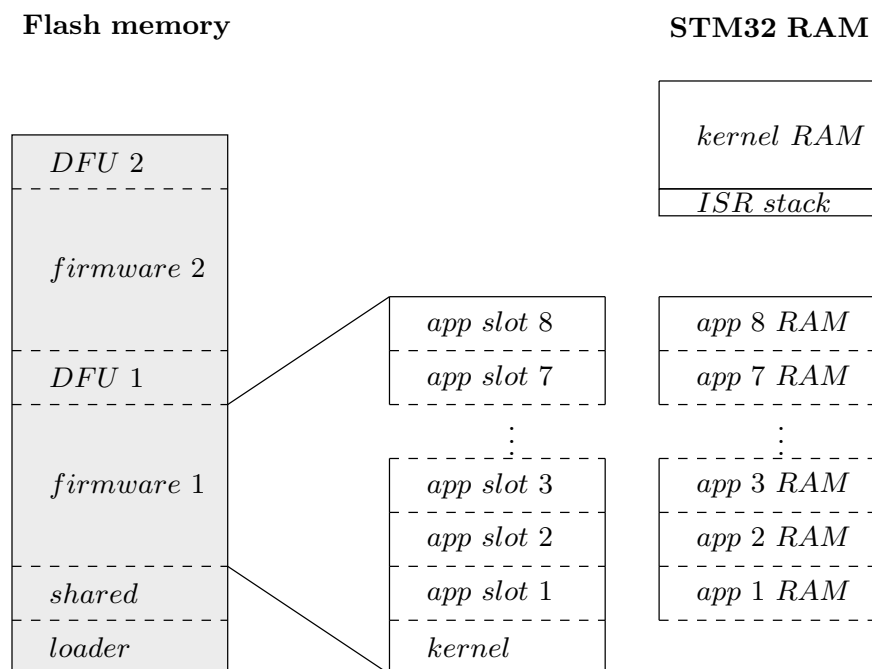 Flash memory
STM32 RAM
DFU 2
firmware 2
DFU 1
firmware 1
shared
loader
app slot 8
app slot 7
⋮
app slot 3
app slot 2
app slot 1
kernel
kernel RAM
ISR stack
app 8 RAM
app 7 RAM
⋮
app 3 RAM
app 2 RAM
app 1 RAM